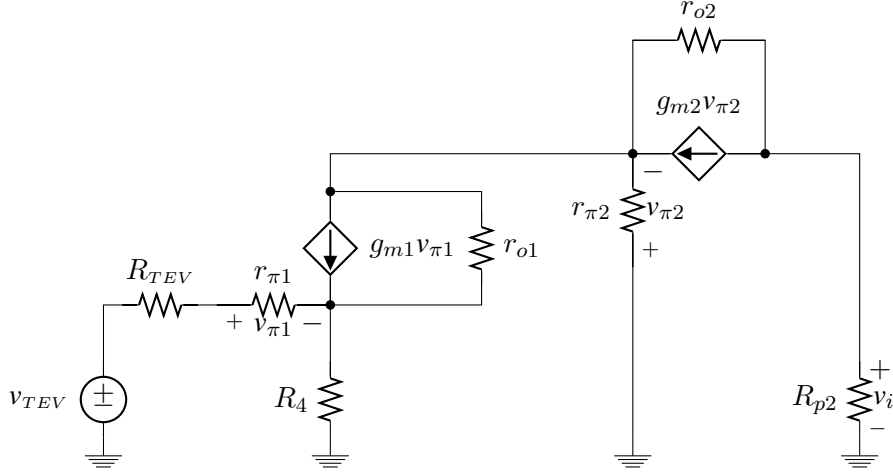 r_{o2}
g_{m2}v_{π2}
−
r_{π2} v_{π2}
+
g_{m1}v_{π1} r_{o1}
R_{TEV} r_{π1}
+ v_{π1} −
v_{TEV} ±
R_4
+
R_{p2} v_i
−